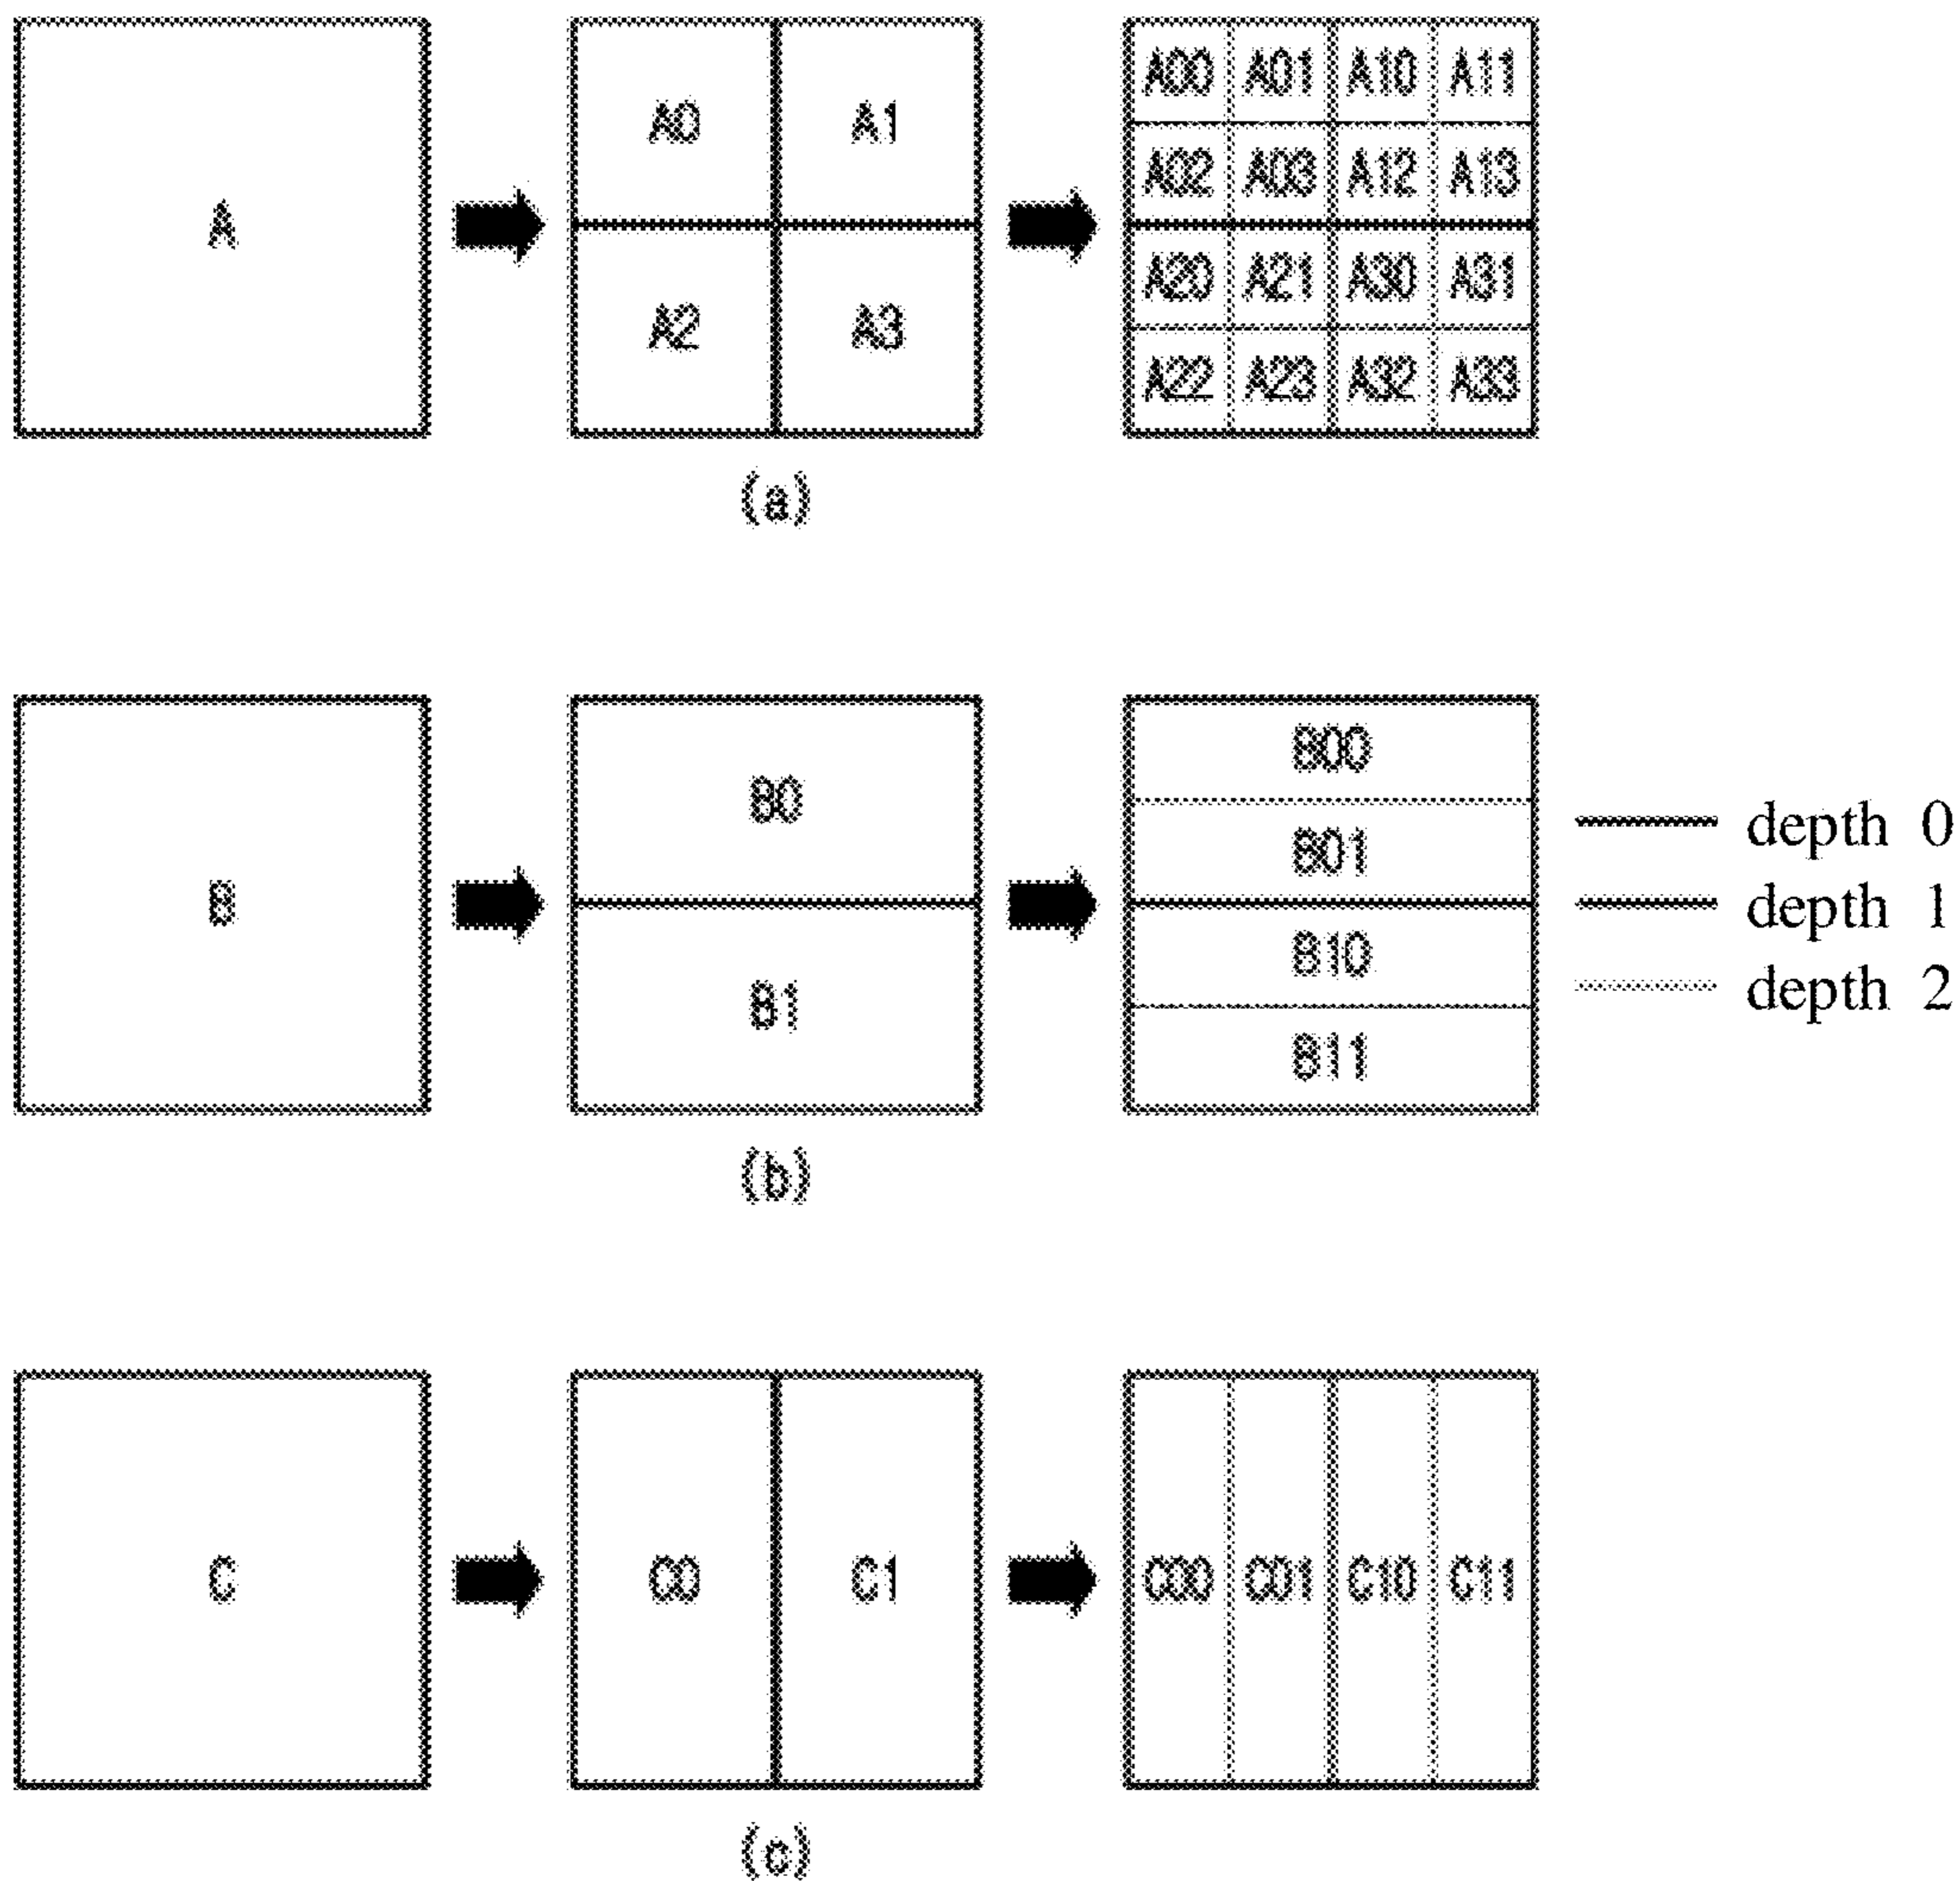 A
A0 A1
A2 A3
A00 A01 A10 A11
A02 A03 A12 A13
A20 A21 A30 A31
A22 A23 A32 A33
(a)
B
B0
B1
B00
B01
B10
B11
depth 0
depth 1
depth 2
(b)
C
C0 C1
C00 C01 C10 C11
(c)